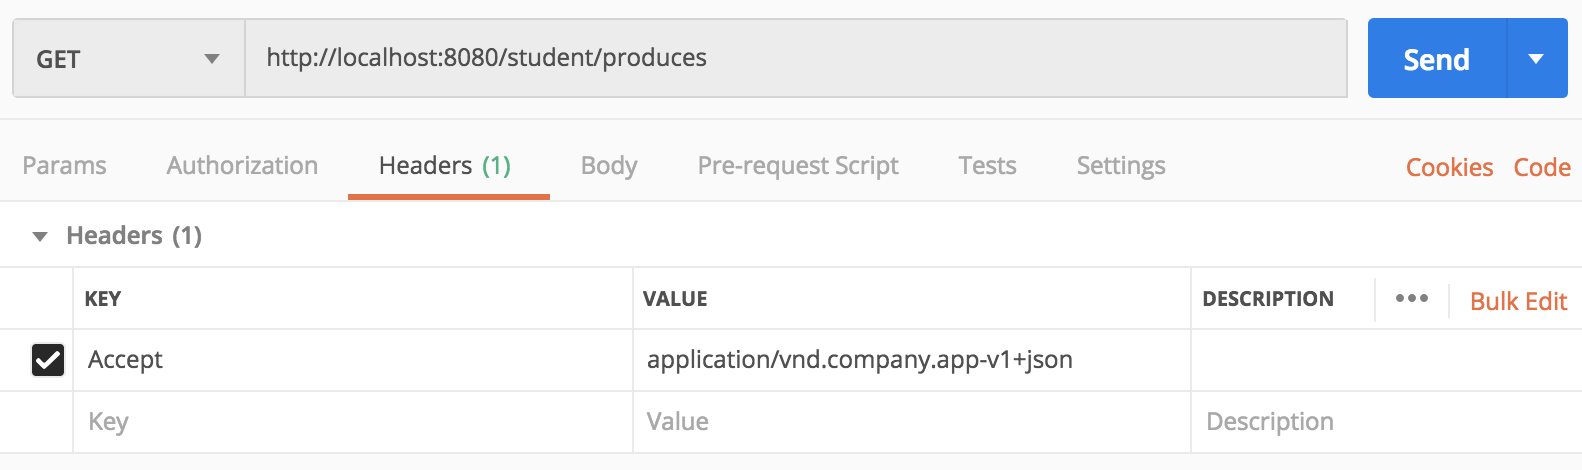 GET http://localhost:8080/student/produces Send
Params Authorization Headers (1) Body Pre-request Script Tests Settings Cookies Code
Headers (1)
KEY VALUE DESCRIPTION ••• Bulk Edit
Accept application/vnd.company.app-v1+json
Key Value Description